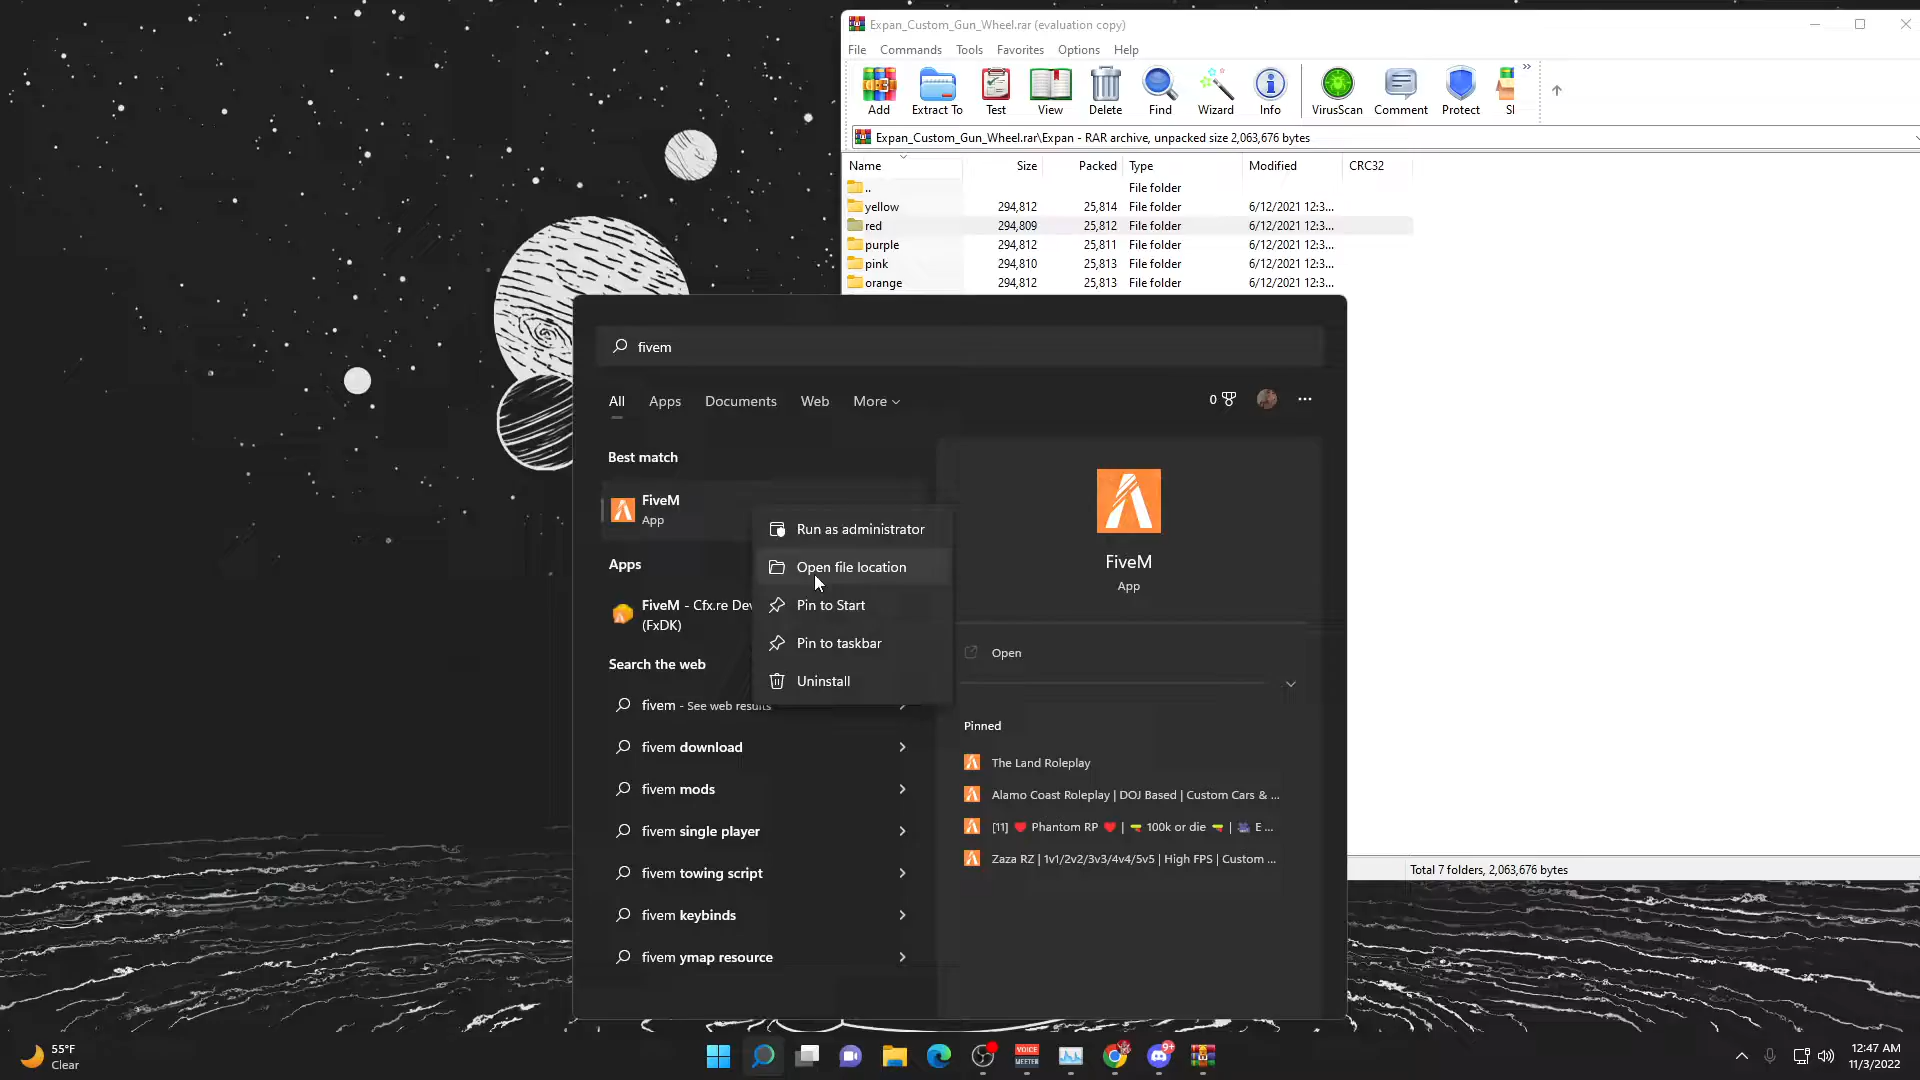 Expan_Custom_Gun_Wheel.rar (evaluation copy)
File Commands Tools Favorites Options Help
Add Extract To Test View Delete Find Wizard Info VirusScan Comment Protect SI
Expan_Custom_Gun_Wheel.rar\Expan - RAR archive, unpacked size 2,063,676 bytes
Name Size Packed Type Modified CRC32
.. File folder
yellow 294,812 25,814 File folder 6/12/2021 12:3...
red 294,809 25,812 File folder 6/12/2021 12:3...
purple 294,812 25,811 File folder 6/12/2021 12:3...
pink 294,810 25,813 File folder 6/12/2021 12:3...
orange 294,812 25,813 File folder 6/12/2021 12:3...
fivem
All Apps Documents Web More 0
Best match
FiveM
App
Run as administrator
Open file location
Pin to Start
Pin to taskbar
Uninstall
Apps
FiveM - Cfx.re Dev
(FxDK)
Search the web
fivem - See web results
fivem download
fivem mods
fivem single player
fivem towing script
fivem keybinds
fivem ymap resource
FiveM
App
Open
Pinned
The Land Roleplay
Alamo Coast Roleplay | DOJ Based | Custom Cars & ...
[11] ❤️ Phantom RP ❤️ | 🔫 100k or die 🔫 | E ...
Zaza RZ | 1v1/2v2/3v3/4v4/5v5 | High FPS | Custom ...
Total 7 folders, 2,063,676 bytes
55°F
Clear
VOICE
MEETER
9+
12:47 AM
11/3/2022